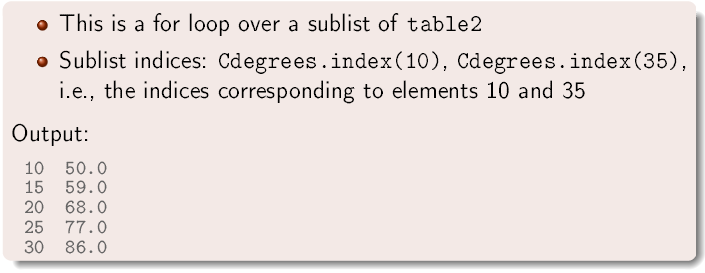 This is a for loop over a sublist of table2
Sublist indices: Cdegrees.index(10), Cdegrees.index(35),
i.e., the indices corresponding to elements 10 and 35
Output:
10 50.0
15 59.0
20 68.0
25 77.0
30 86.0